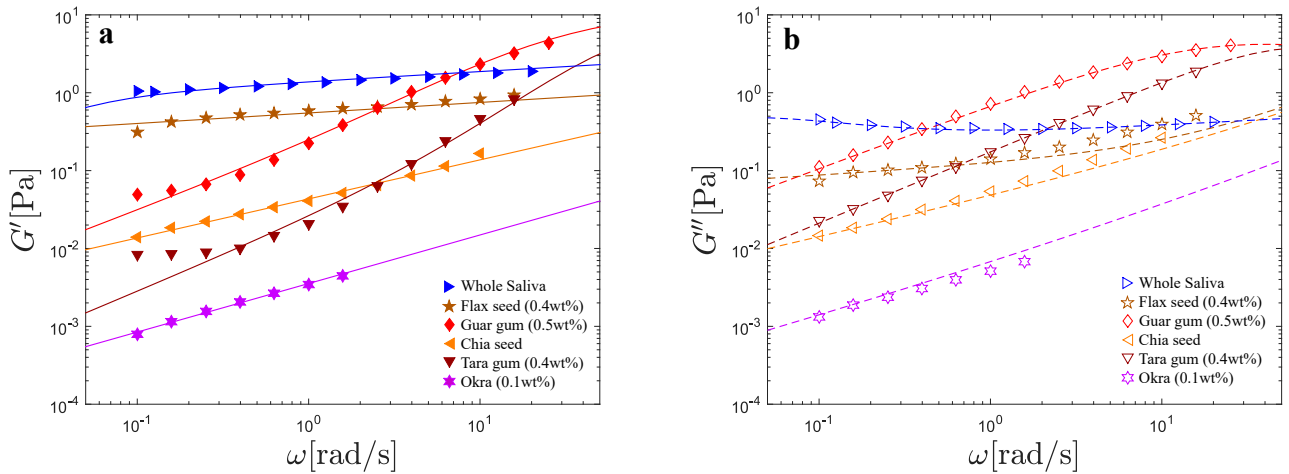 a
10^1
10^0
10^-1
10^-2
10^-3
10^-4
G' [Pa]
Whole Saliva
Flax seed (0.4wt%)
Guar gum (0.5wt%)
Chia seed
Tara gum (0.4wt%)
Okra (0.1wt%)
10^-1 10^0 10^1
ω[rad/s]
b
10^1
10^0
10^-1
10^-2
10^-3
10^-4
G'' [Pa]
Whole Saliva
Flax seed (0.4wt%)
Guar gum (0.5wt%)
Chia seed
Tara gum (0.4wt%)
Okra (0.1wt%)
10^-1 10^0 10^1
ω[rad/s]